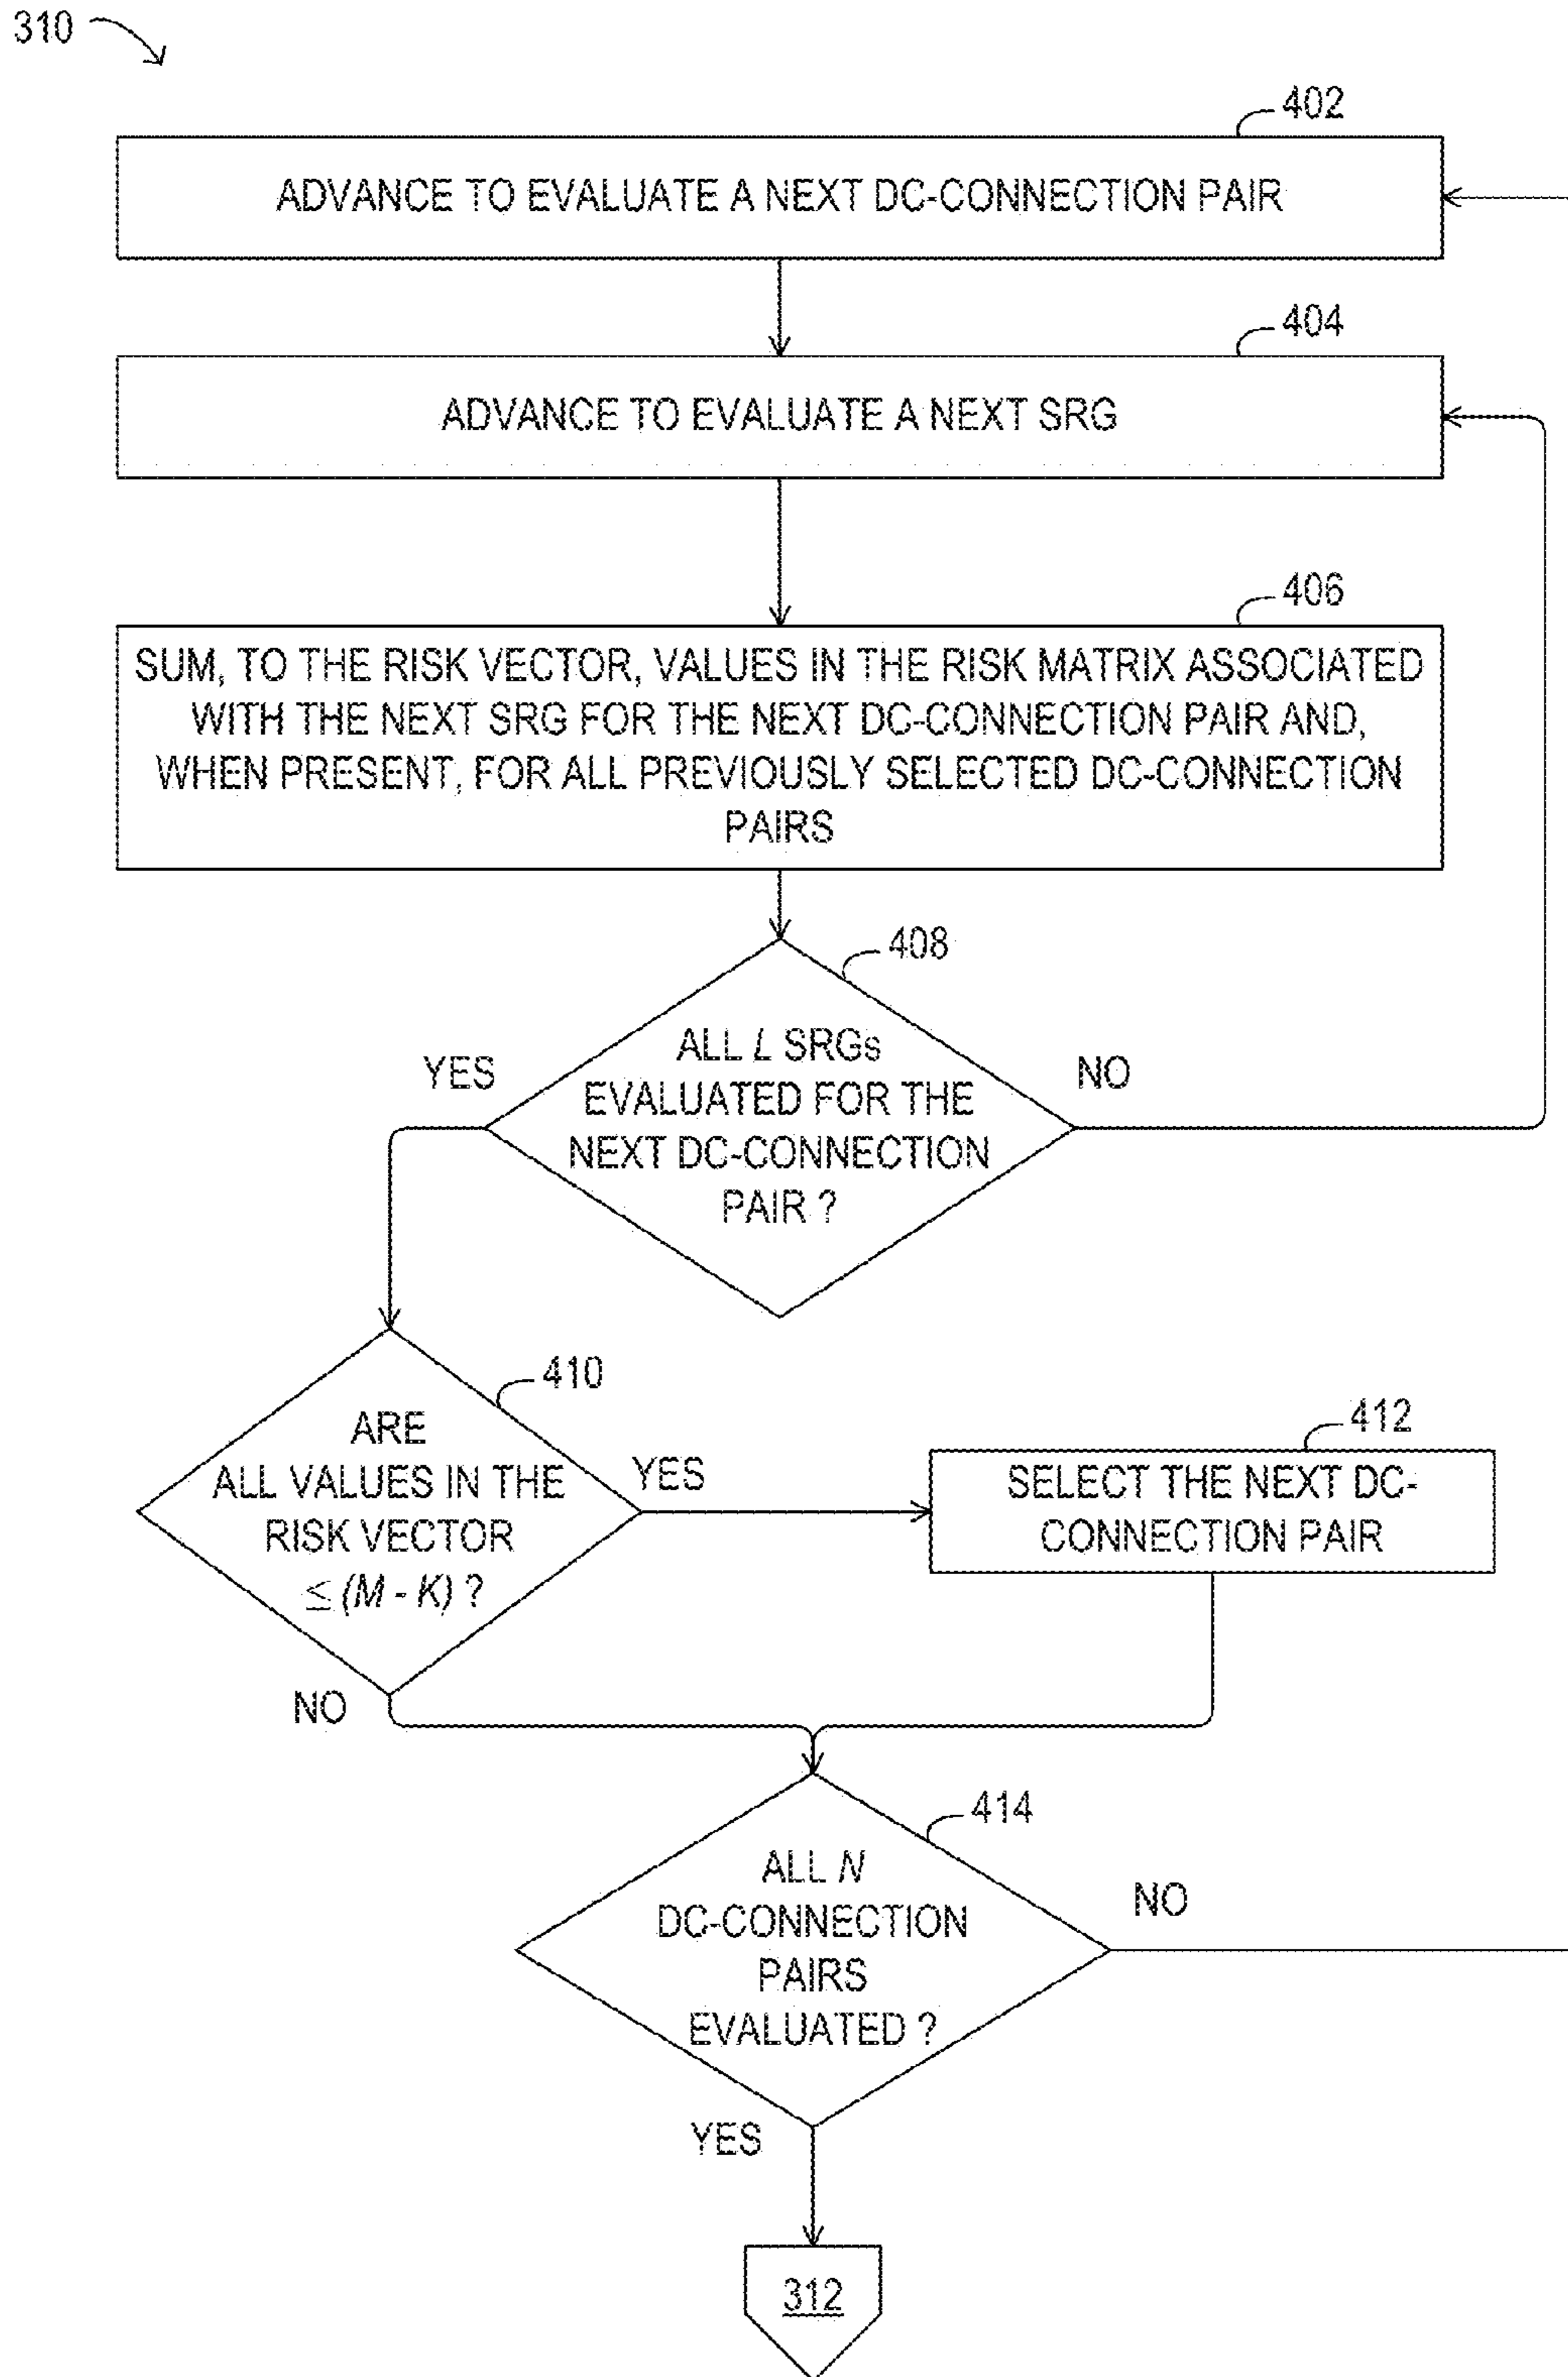 310
402
ADVANCE TO EVALUATE A NEXT DC-CONNECTION PAIR
404
ADVANCE TO EVALUATE A NEXT SRG
406
SUM, TO THE RISK VECTOR, VALUES IN THE RISK MATRIX ASSOCIATED
WITH THE NEXT SRG FOR THE NEXT DC-CONNECTION PAIR AND,
WHEN PRESENT, FOR ALL PREVIOUSLY SELECTED DC-CONNECTION
PAIRS
408
ALL L SRGs
EVALUATED FOR THE
NEXT DC-CONNECTION
PAIR ?
YES
NO
410
ARE
ALL VALUES IN THE
RISK VECTOR
≤ (M - K) ?
YES
NO
412
SELECT THE NEXT DC-
CONNECTION PAIR
414
ALL N
DC-CONNECTION
PAIRS
EVALUATED ?
NO
YES
312